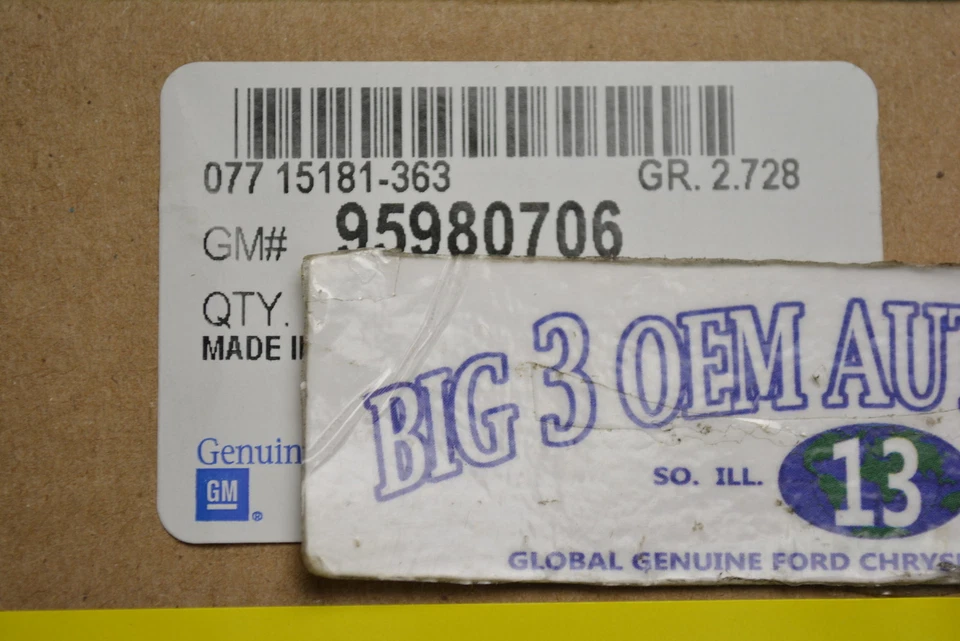 077 15181-363 GR. 2.728
GM# 95980706
QTY.
MADE
Genuin
GM
®
BIG 3 OEM AU
SO. ILL. 13
GLOBAL GENUINE FORD CHRYS